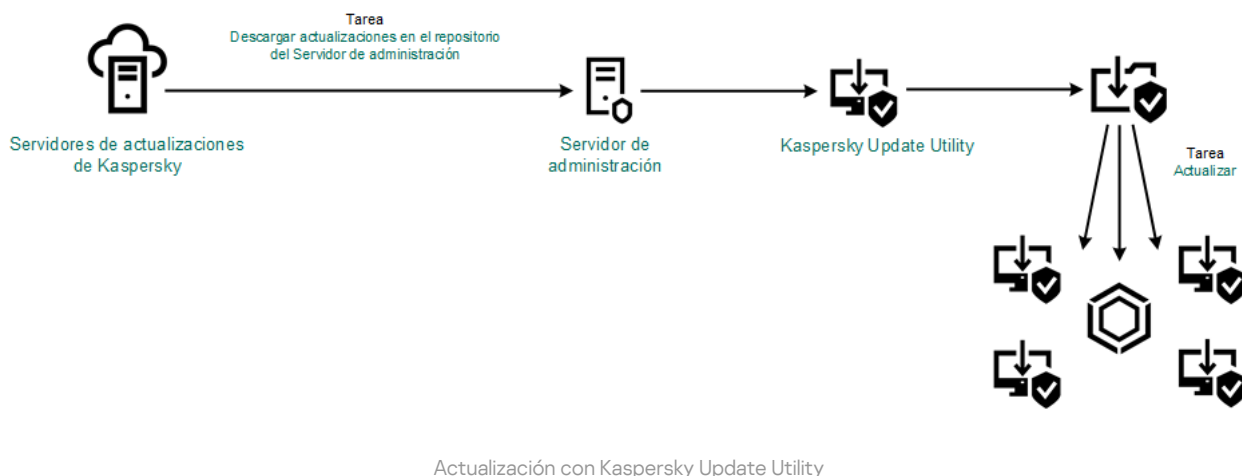 Tarea
Descargar actualizaciones en el repositorio
del Servidor de administración
Servidores de actualizaciones
de Kaspersky
Servidor de
administración
Kaspersky Update Utility
Tarea
Actualizar
Actualización con Kaspersky Update Utility